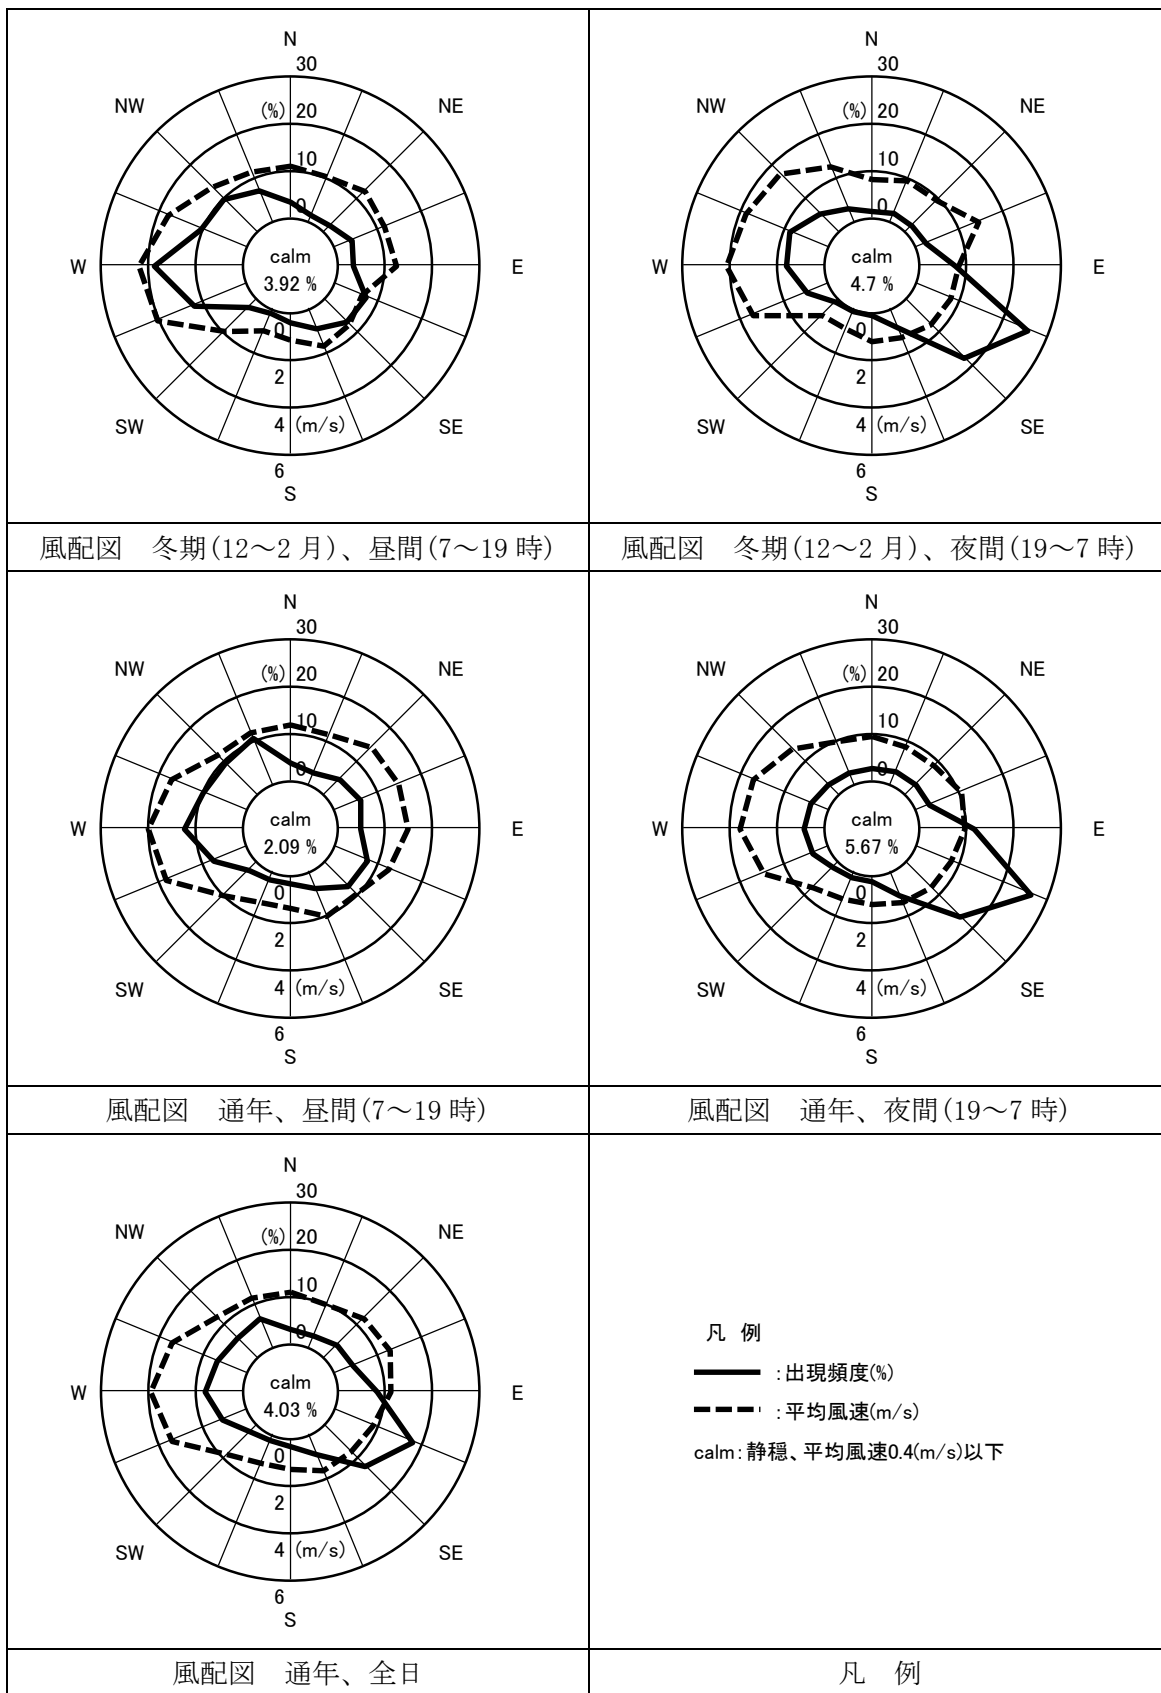 N
30
NW
NE
(%) 20
10
0
W
calm
3.92 %
E
0
2
SW
4 (m/s)
SE
6
S
風配図 冬期(12～2 月)、昼間(7～19 時)
N
30
NW
NE
(%) 20
10
0
W
calm
4.7 %
E
0
2
SW
4 (m/s)
SE
6
S
風配図 冬期(12～2 月)、夜間(19～7 時)
N
30
NW
NE
(%) 20
10
0
W
calm
2.09 %
E
0
2
SW
4 (m/s)
SE
6
S
風配図 通年、昼間(7～19 時)
N
30
NW
NE
(%) 20
10
0
W
calm
5.67 %
E
0
2
SW
4 (m/s)
SE
6
S
風配図 通年、夜間(19～7 時)
N
30
NW
NE
(%) 20
10
0
W
calm
4.03 %
E
0
2
SW
4 (m/s)
SE
6
S
風配図 通年、全日
凡 例
:出現頻度(%)
:平均風速(m/s)
calm:静穏、平均風速0.4(m/s)以下
凡 例